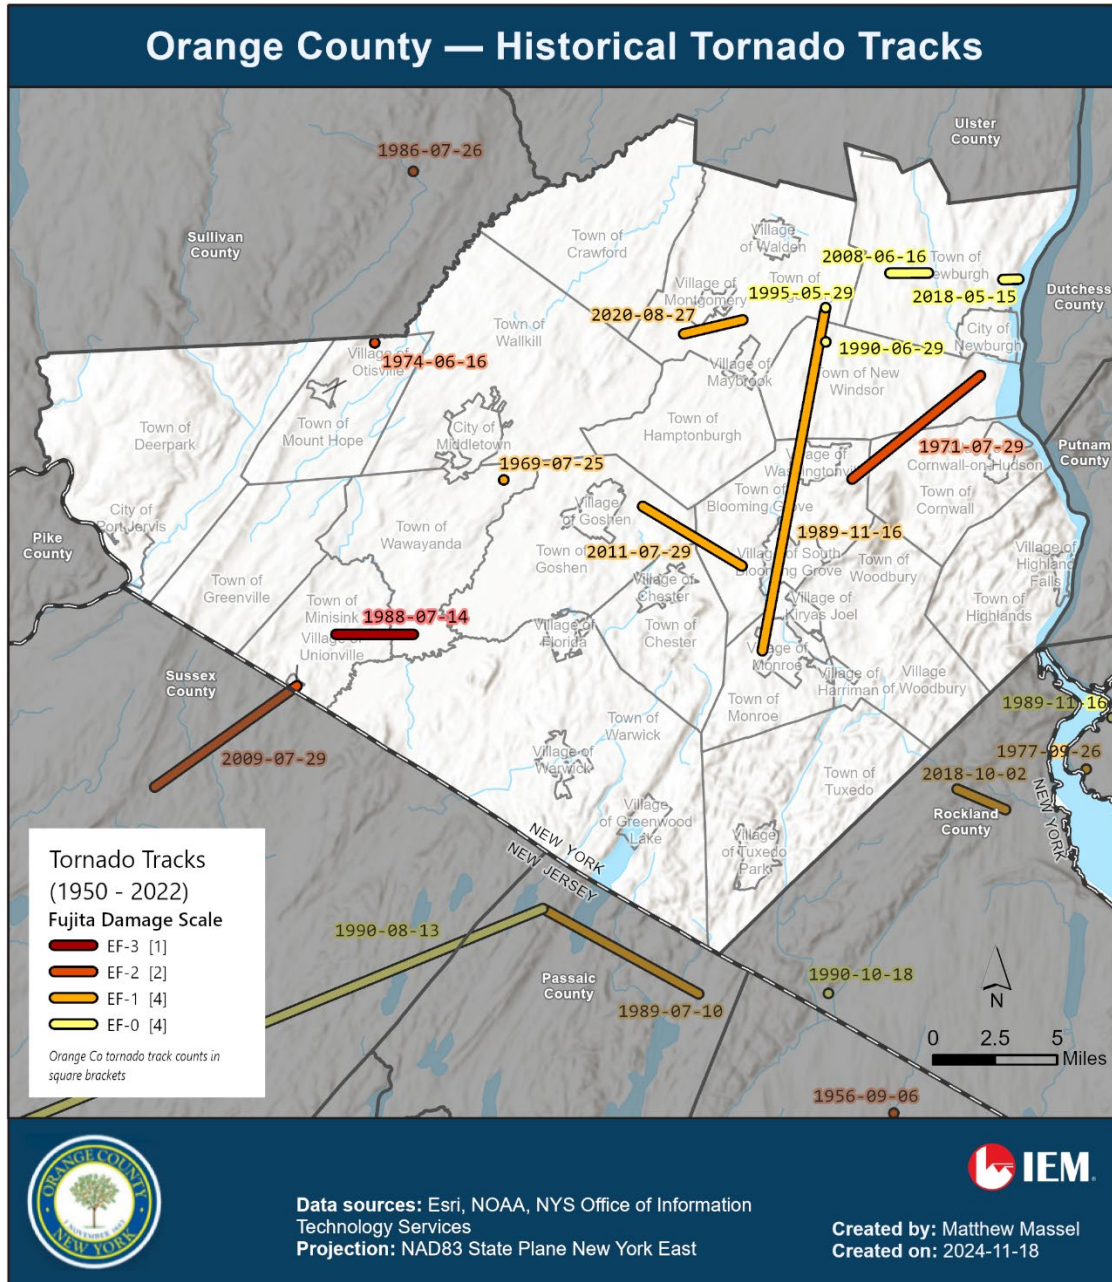 Orange County — Historical Tornado Tracks
Ulster
County
1986-07-26
Sullivan
County
Town of
Crawford
Village
of Walden
2008-06-16
Town of
Newburgh
2018-05-15
Dutchess
County
Village of
Montgomery
Town of
1995-05-29
2020-08-27
City of
Newburgh
Town of
Wallkill
1990-06-29
1974-06-16
Village of
Otisville
Village of
Maybrook
Town of New
Windsor
Town of
Deerpark
Town of
Mount Hope
City of
Middletown
Town of
Hamptonburgh
1971-07-29
Cornwall-on-Hudson
Putnam
County
1969-07-25
Village of
Washingtonville
Town of
Blooming Grove
Town of
Cornwall
City of
Port Jervis
Pike
County
Village
of Goshen
Town of
Wawayanda
1989-11-16
2011-07-29
Town of
Goshen
Village of South
Blooming Grove
Town of
Woodbury
Village of
Highland
Falls
Town of
Greenville
Village of
Chester
Town of
Minisink
1988-07-14
Village of
Unionville
Village of
Kiryas Joel
Town of
Highlands
Village of
Florida
Town of
Chester
Village of
Monroe
Sussex
County
Village of
Harriman
Village
of Woodbury
Town of
Monroe
1989-11-16
Town of
Warwick
2009-07-29
Village of
Warwick
1977-09-26
2018-10-02
Town of
Tuxedo
Rockland
County
NEW YORK
Village
of Greenwood
Lake
Village
of Tuxedo
Park
NEW YORK
NEW JERSEY
Tornado Tracks
(1950 - 2022)
Fujita Damage Scale
EF-3 [1]
EF-2 [2]
EF-1 [4]
EF-0 [4]
Orange Co tornado track counts in
square brackets
1990-08-13
Passaic
County
1989-07-10
1990-10-18
N
0 2.5 5
Miles
1956-09-06
ORANGE COUNTY
NEW YORK
IEM
Data sources: Esri, NOAA, NYS Office of Information
Technology Services
Projection: NAD83 State Plane New York East
Created by: Matthew Massel
Created on: 2024-11-18